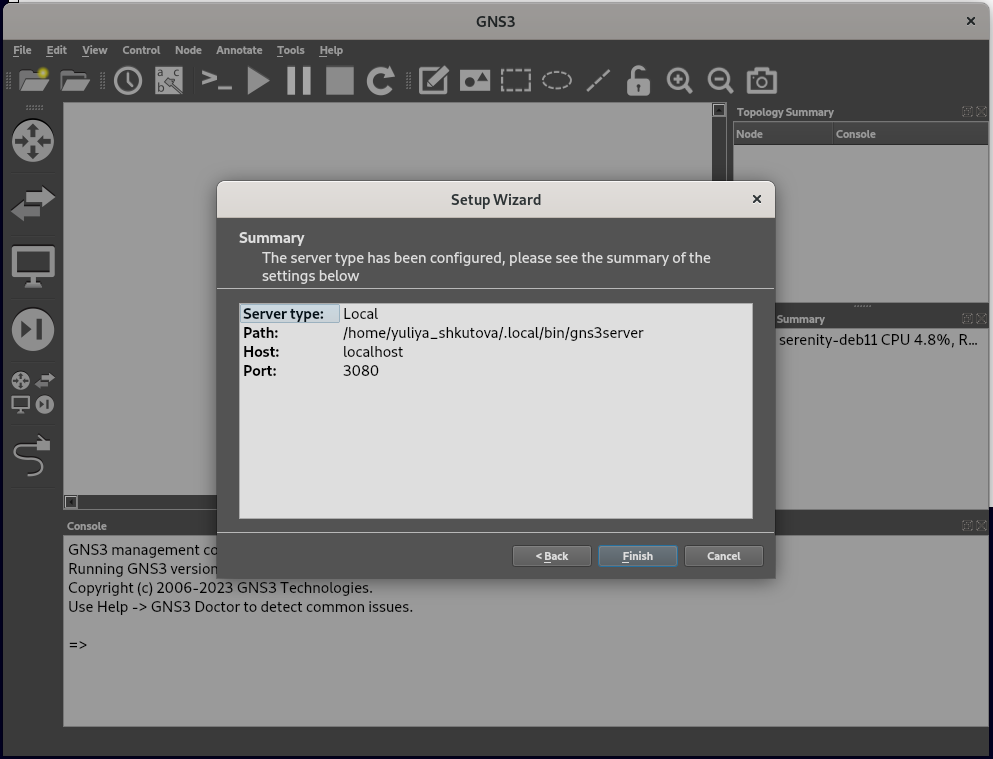 GNS3
File Edit View Control Node Annotate Tools Help
a c
b
Topology Summary
Node Console
Setup Wizard
Summary
The server type has been configured, please see the summary of the
settings below
Server type: Local
Path: /home/yuliya_shkutova/.local/bin/gns3server
Host: localhost
Port: 3080
Summary
serenity-deb11 CPU 4.8%, R...
< Back Finish Cancel
Console
GNS3 management co
Running GNS3 version
Copyright (c) 2006-2023 GNS3 Technologies.
Use Help -> GNS3 Doctor to detect common issues.
=>